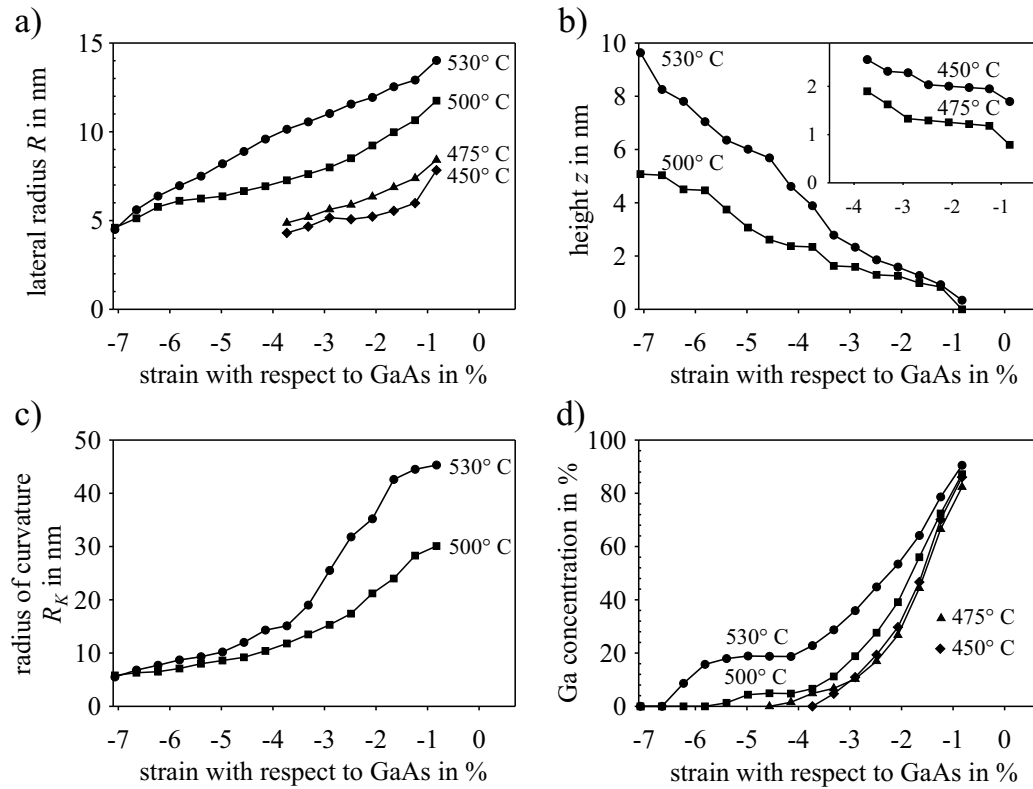 a)
15
10
5
0
lateral radius R in nm
530° C
500° C
475° C
450° C
-7 -6 -5 -4 -3 -2 -1 0
strain with respect to GaAs in %
b)
10
8
6
4
2
0
height z in nm
530° C
500° C
2
1
0
450° C
475° C
-4 -3 -2 -1
-7 -6 -5 -4 -3 -2 -1 0
strain with respect to GaAs in %
c)
50
40
30
20
10
0
radius of curvature
R_K in nm
530° C
500° C
-7 -6 -5 -4 -3 -2 -1 0
strain with respect to GaAs in %
d)
100
80
60
40
20
0
Ga concentration in %
530° C
500° C
475° C
450° C
-7 -6 -5 -4 -3 -2 -1 0
strain with respect to GaAs in %